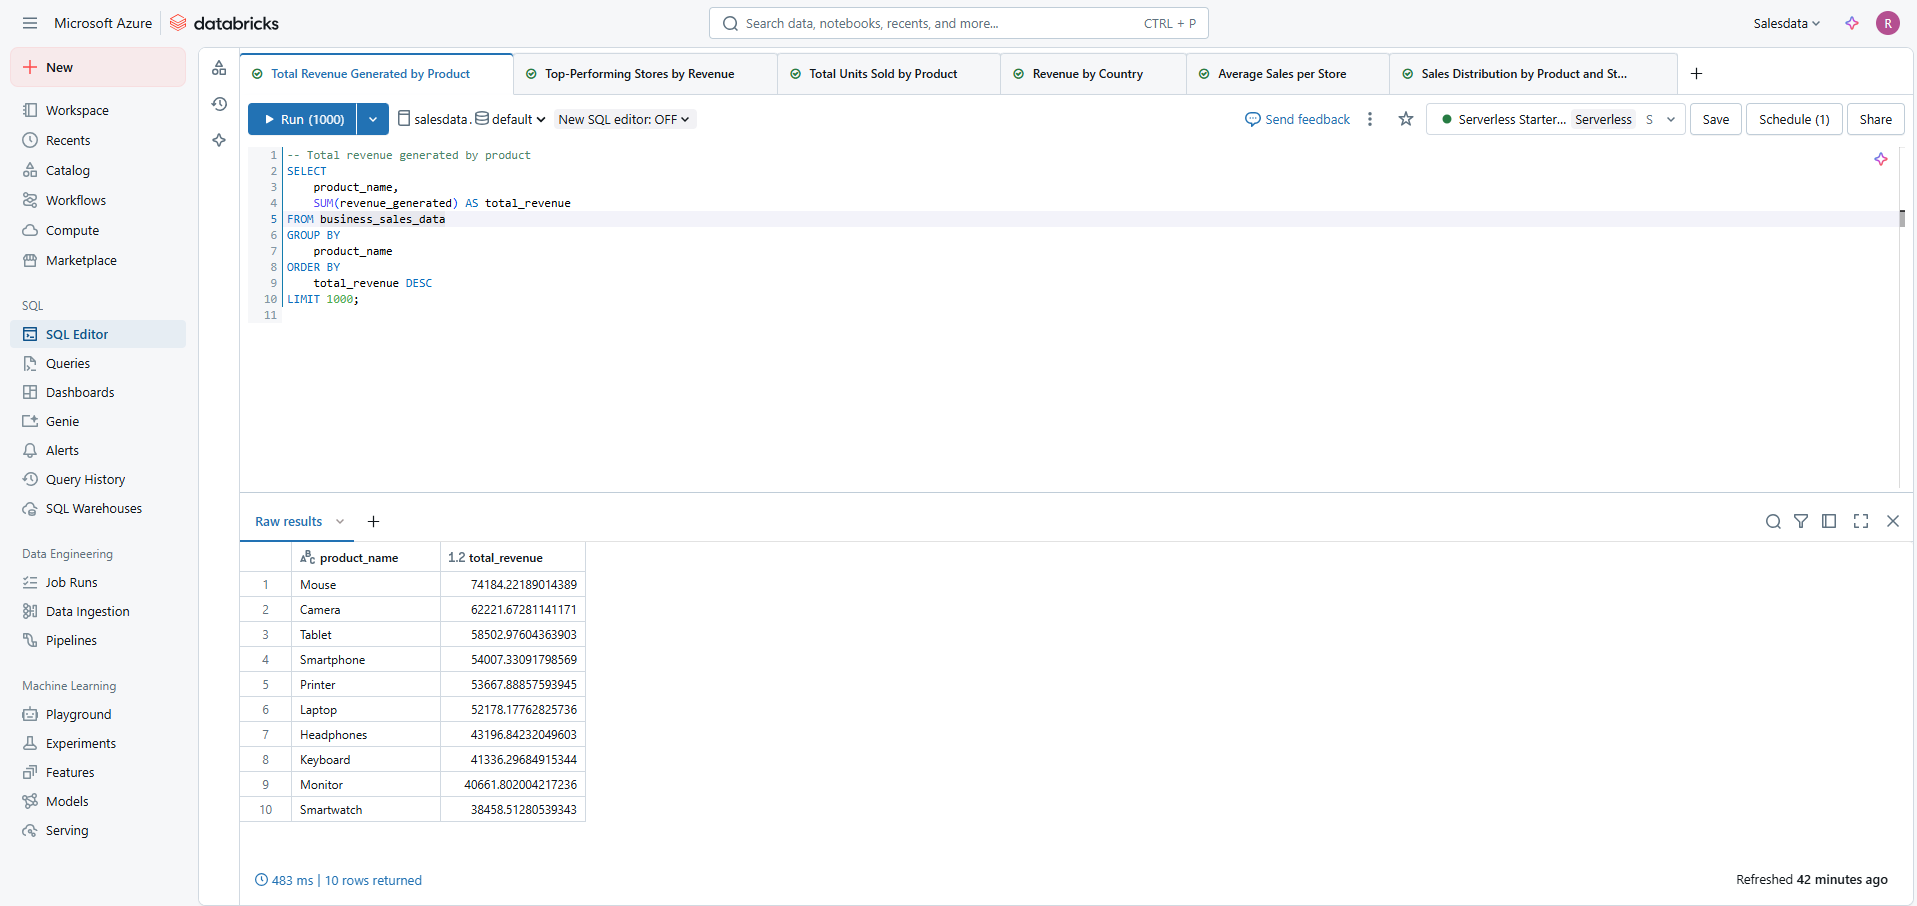 Microsoft Azure
databricks
Search data, notebooks, recents, and more...
CTRL + P
Salesdata
R
New
Workspace
Recents
Catalog
Workflows
Compute
Marketplace
SQL
SQL Editor
Queries
Dashboards
Genie
Alerts
Query History
SQL Warehouses
Data Engineering
Job Runs
Data Ingestion
Pipelines
Machine Learning
Playground
Experiments
Features
Models
Serving
Total Revenue Generated by Product
Top-Performing Stores by Revenue
Total Units Sold by Product
Revenue by Country
Average Sales per Store
Sales Distribution by Product and St...
Run (1000)
salesdata. default
New SQL editor: OFF
Send feedback
Serverless Starter... Serverless S
Save
Schedule (1)
Share
1 -- Total revenue generated by product
2 SELECT
3 product_name,
4 SUM(revenue_generated) AS total_revenue
5 FROM business_sales_data
6 GROUP BY
7 product_name
8 ORDER BY
9 total_revenue DESC
10 LIMIT 1000;
11
Raw results
ABC product_name 1.2 total_revenue
1 Mouse 74184.22189014389
2 Camera 62221.67281141171
3 Tablet 58502.97604363903
4 Smartphone 54007.33091798569
5 Printer 53667.88857593945
6 Laptop 52178.17762825736
7 Headphones 43196.84232049603
8 Keyboard 41336.29684915344
9 Monitor 40661.802004217236
10 Smartwatch 38458.51280539343
483 ms | 10 rows returned
Refreshed 42 minutes ago